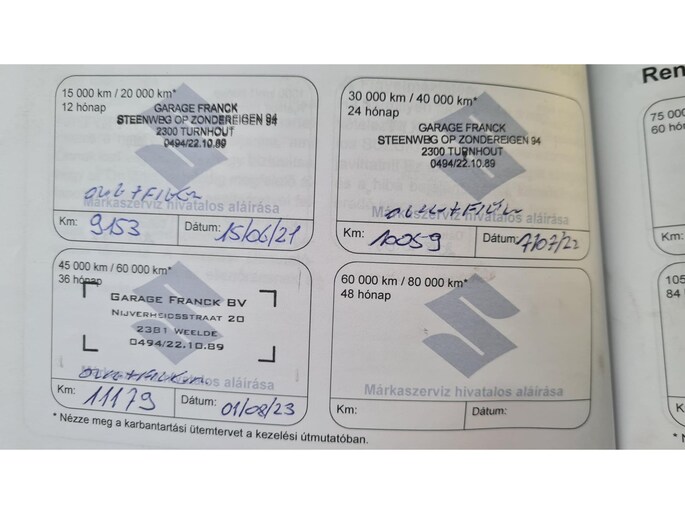 15 000 km / 20 000 km*
12 hónap
GARAGE FRANCK
STEENWEG OP ZONDEREIGEN 94
2300 TURNHOUT
0494/22.10.89
Márkaszerviz hivatalos aláírása
Km: 9153 Dátum: 15/06/21
30 000 km / 40 000 km*
24 hónap
GARAGE FRANCK
STEENWEG OP ZONDEREIGEN 94
2300 TURNHOUT
0494/22.10.89
Márkaszerviz hivatalos aláírása
Km: 10059 Dátum: 7/07/22
45 000 km / 60 000 km*
36 hónap
GARAGE FRANCK BV
NIJVERHEIDSSTRAAT 20
2381 WEELDE
0494/22.10.89
Márkaszerviz hivatalos aláírása
Km: 11179 Dátum: 01/08/23
60 000 km / 80 000 km*
48 hónap
Márkaszerviz hivatalos aláírása
Km: Dátum:
* Nézze meg a karbantartási ütemtervet a kezelési útmutatóban.
Ren
75 000
60 hón
105
84